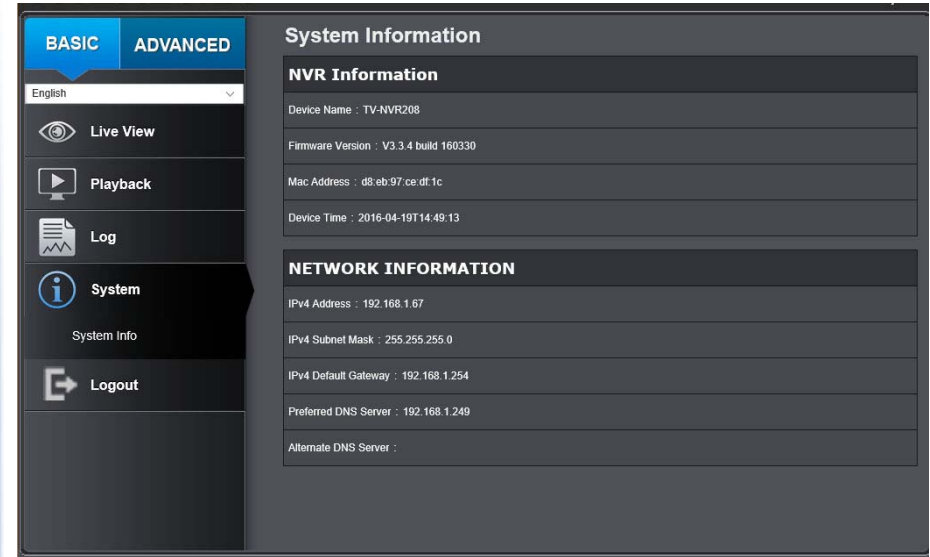 BASIC
ADVANCED
English
Live View
Playback
Log
System
System Info
Logout
System Information
NVR Information
Device Name : TV-NVR208
Firmware Version : V3.3.4 build 160330
Mac Address : d8:eb:97:ce:df:1c
Device Time : 2016-04-19T14:49:13
NETWORK INFORMATION
IPv4 Address : 192.168.1.67
IPv4 Subnet Mask : 255.255.255.0
IPv4 Default Gateway : 192.168.1.254
Preferred DNS Server : 192.168.1.249
Alternate DNS Server :